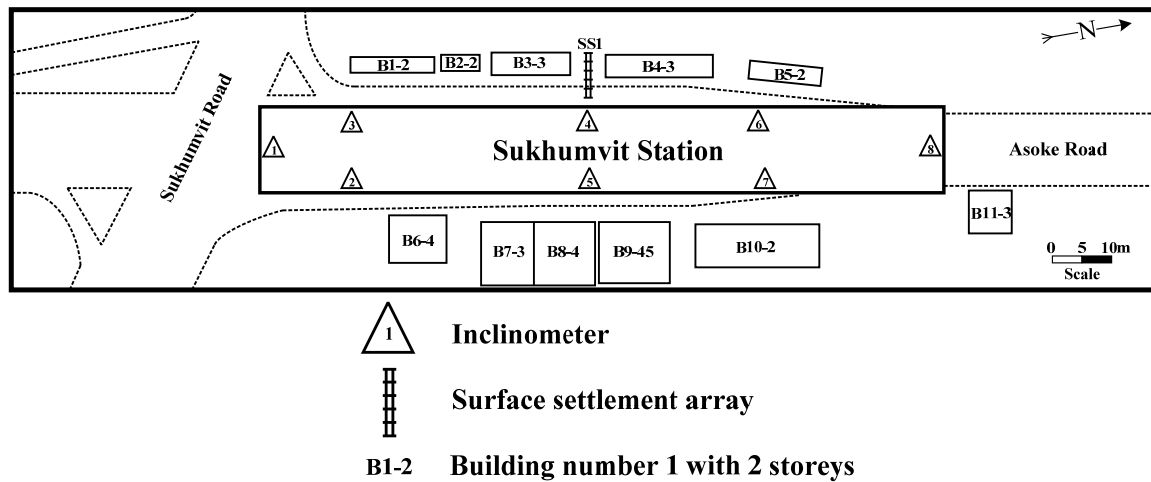 N
SS1
B1-2
B2-2
B3-3
B4-3
B5-2
Sukhumvit Road
3
4
6
1
Sukhumvit Station
8
Asoke Road
2
5
7
B6-4
B7-3
B8-4
B9-45
B10-2
B11-3
0 5 10m
Scale
1 Inclinometer
Surface settlement array
B1-2 Building number 1 with 2 storeys